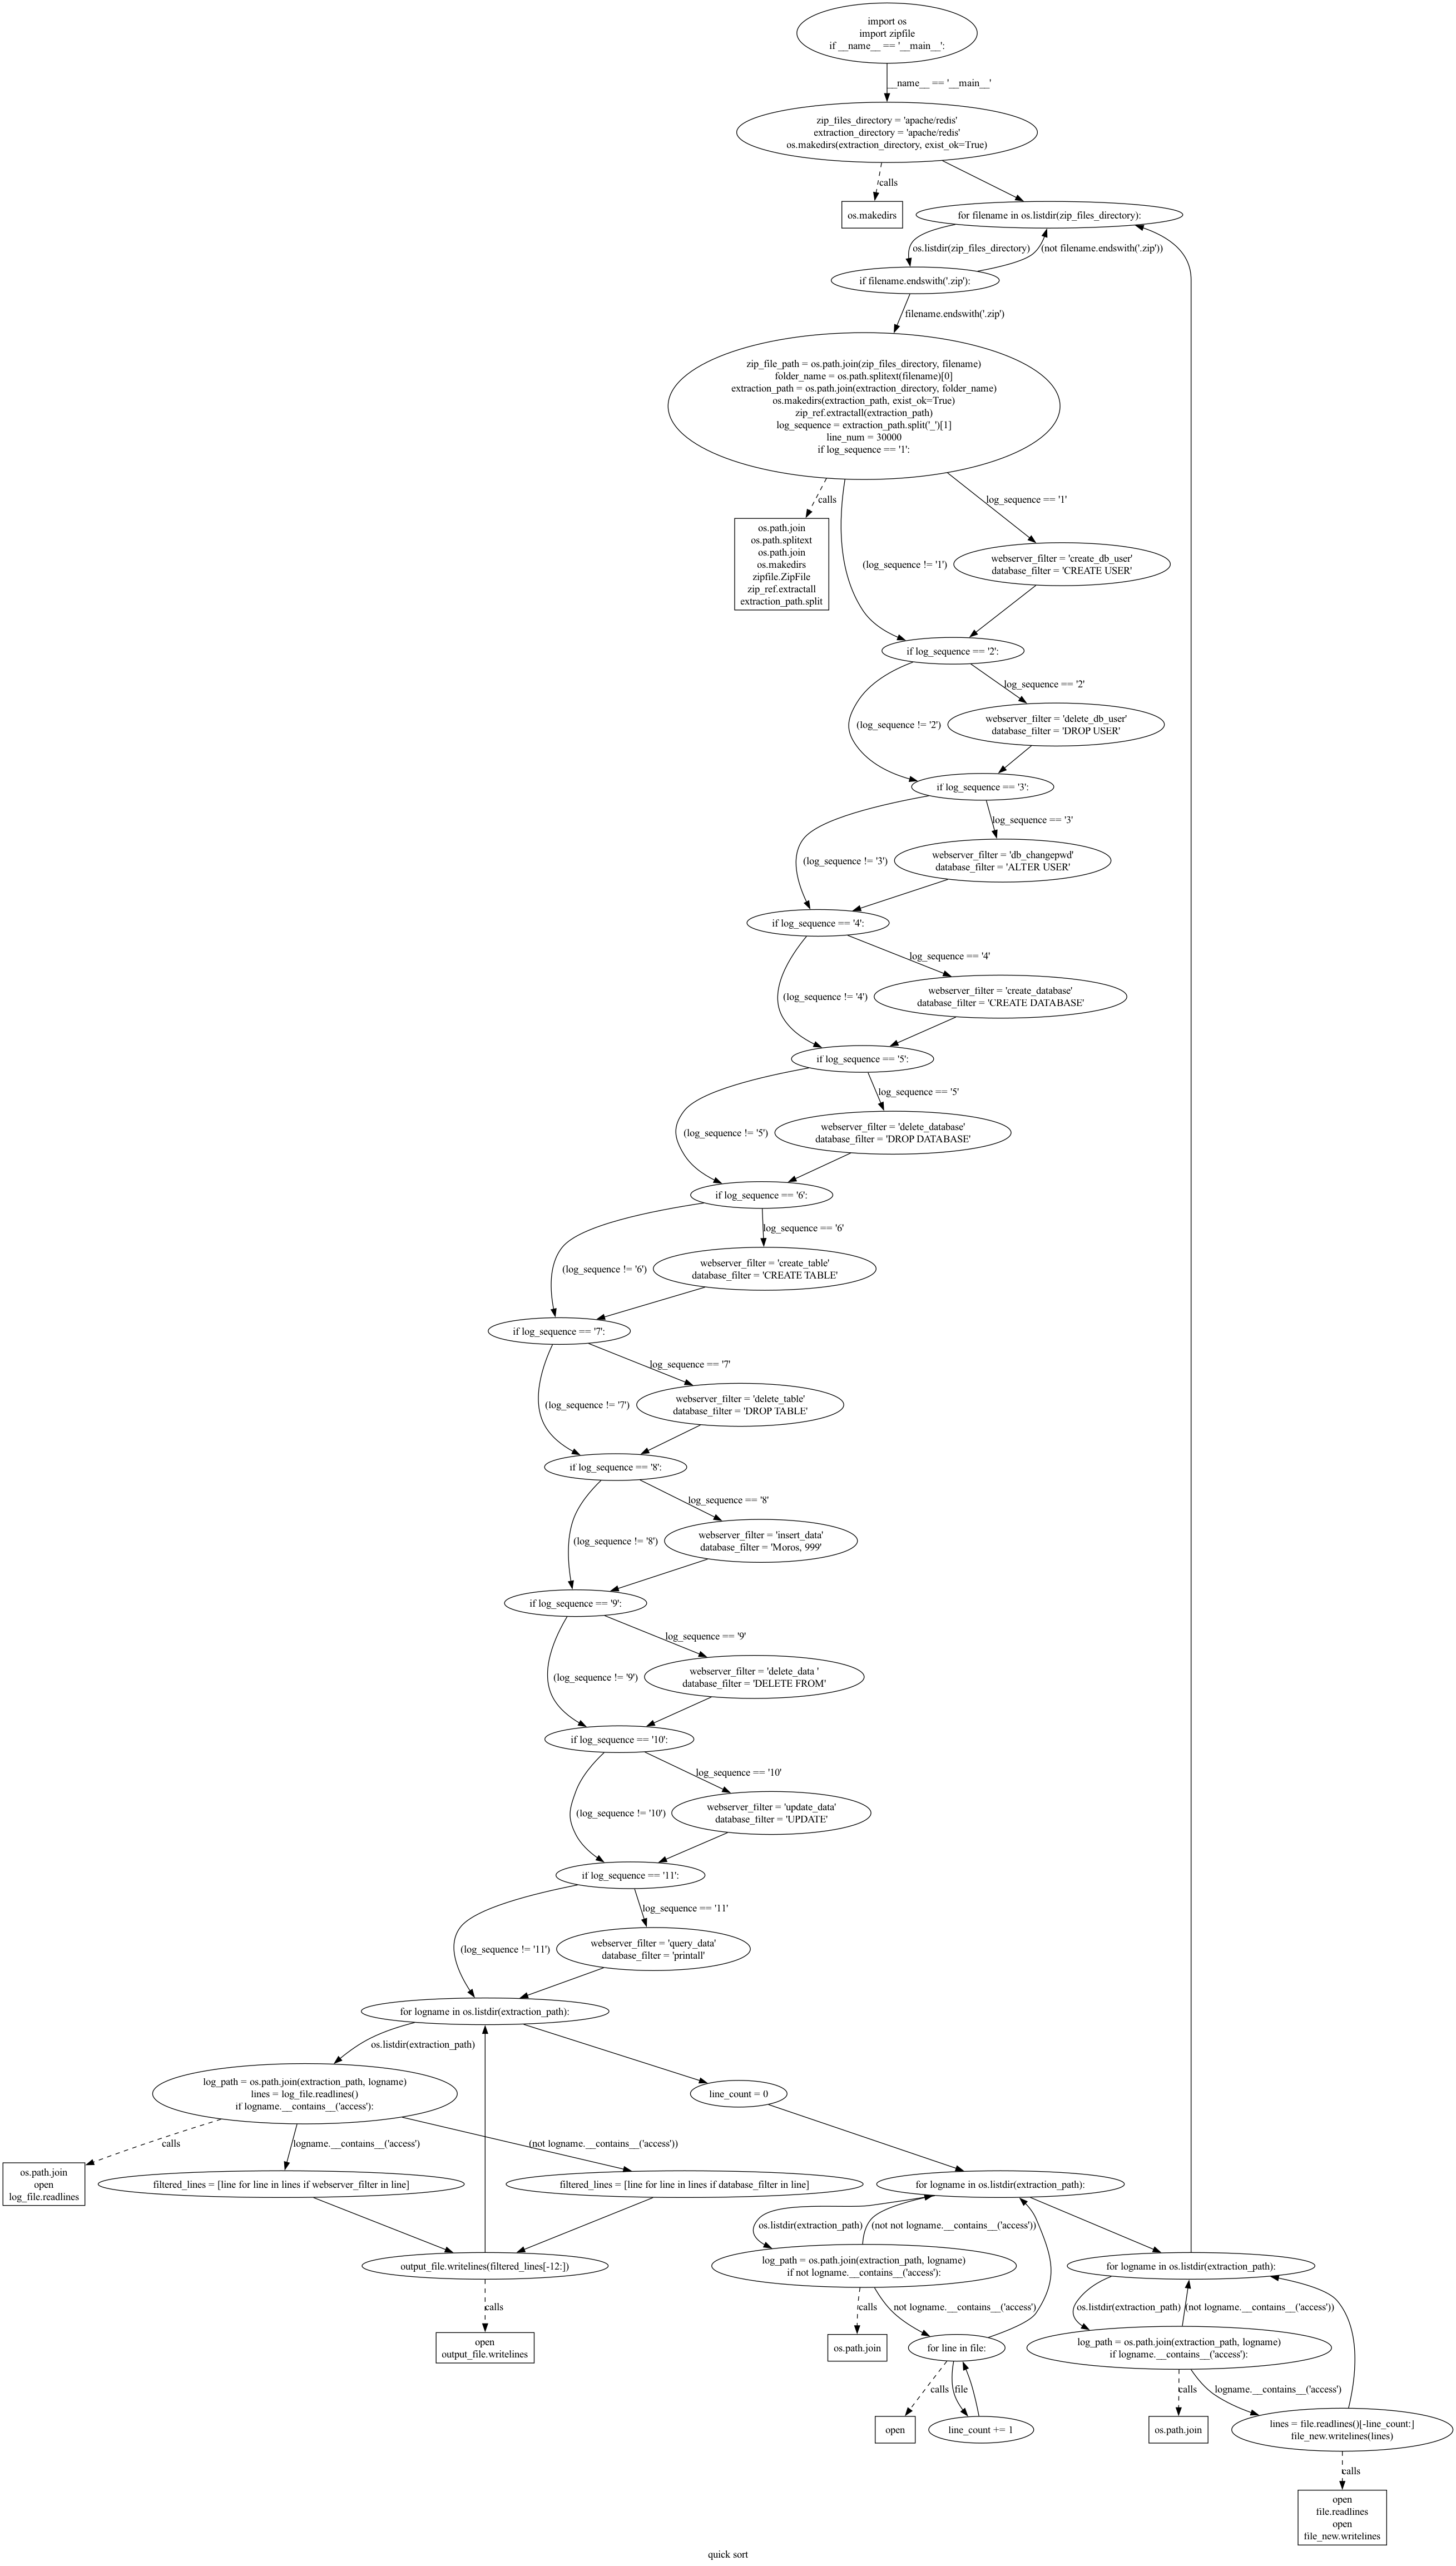 import os
import zipfile
if __name__ == '__main__':
__name__ == '__main__'
zip_files_directory = 'apache/redis'
extraction_directory = 'apache/redis'
os.makedirs(extraction_directory, exist_ok=True)
calls
os.makedirs
for filename in os.listdir(zip_files_directory):
os.listdir(zip_files_directory)
(not filename.endswith('.zip'))
if filename.endswith('.zip'):
filename.endswith('.zip')
zip_file_path = os.path.join(zip_files_directory, filename)
folder_name = os.path.splitext(filename)[0]
extraction_path = os.path.join(extraction_directory, folder_name)
os.makedirs(extraction_path, exist_ok=True)
zip_ref.extractall(extraction_path)
log_sequence = extraction_path.split('_')[1]
line_num = 30000
if log_sequence == '1':
calls
log_sequence == '1'
os.path.join
os.path.splitext
os.path.join
os.makedirs
zipfile.ZipFile
zip_ref.extractall
extraction_path.split
(log_sequence != '1')
webserver_filter = 'create_db_user'
database_filter = 'CREATE USER'
if log_sequence == '2':
log_sequence == '2'
(log_sequence != '2')
webserver_filter = 'delete_db_user'
database_filter = 'DROP USER'
if log_sequence == '3':
log_sequence == '3'
(log_sequence != '3')
webserver_filter = 'db_changepwd'
database_filter = 'ALTER USER'
if log_sequence == '4':
log_sequence == '4'
(log_sequence != '4')
webserver_filter = 'create_database'
database_filter = 'CREATE DATABASE'
if log_sequence == '5':
log_sequence == '5'
(log_sequence != '5')
webserver_filter = 'delete_database'
database_filter = 'DROP DATABASE'
if log_sequence == '6':
log_sequence == '6'
(log_sequence != '6')
webserver_filter = 'create_table'
database_filter = 'CREATE TABLE'
if log_sequence == '7':
log_sequence == '7'
(log_sequence != '7')
webserver_filter = 'delete_table'
database_filter = 'DROP TABLE'
if log_sequence == '8':
log_sequence == '8'
(log_sequence != '8')
webserver_filter = 'insert_data'
database_filter = 'Moros, 999'
if log_sequence == '9':
log_sequence == '9'
(log_sequence != '9')
webserver_filter = 'delete_data '
database_filter = 'DELETE FROM'
if log_sequence == '10':
log_sequence == '10'
(log_sequence != '10')
webserver_filter = 'update_data'
database_filter = 'UPDATE'
if log_sequence == '11':
log_sequence == '11'
(log_sequence != '11')
webserver_filter = 'query_data'
database_filter = 'printall'
for logname in os.listdir(extraction_path):
os.listdir(extraction_path)
log_path = os.path.join(extraction_path, logname)
lines = log_file.readlines()
if logname.__contains__('access'):
line_count = 0
calls
logname.__contains__('access')
(not logname.__contains__('access'))
os.path.join
open
log_file.readlines
filtered_lines = [line for line in lines if webserver_filter in line]
filtered_lines = [line for line in lines if database_filter in line]
for logname in os.listdir(extraction_path):
os.listdir(extraction_path)
(not not logname.__contains__('access'))
output_file.writelines(filtered_lines[-12:])
log_path = os.path.join(extraction_path, logname)
if not logname.__contains__('access'):
for logname in os.listdir(extraction_path):
calls
calls
not logname.__contains__('access')
os.listdir(extraction_path)
(not logname.__contains__('access'))
open
output_file.writelines
os.path.join
for line in file:
log_path = os.path.join(extraction_path, logname)
if logname.__contains__('access'):
calls
file
calls
logname.__contains__('access')
open
line_count += 1
os.path.join
lines = file.readlines()[-line_count:]
file_new.writelines(lines)
calls
open
file.readlines
open
file_new.writelines
quick sort